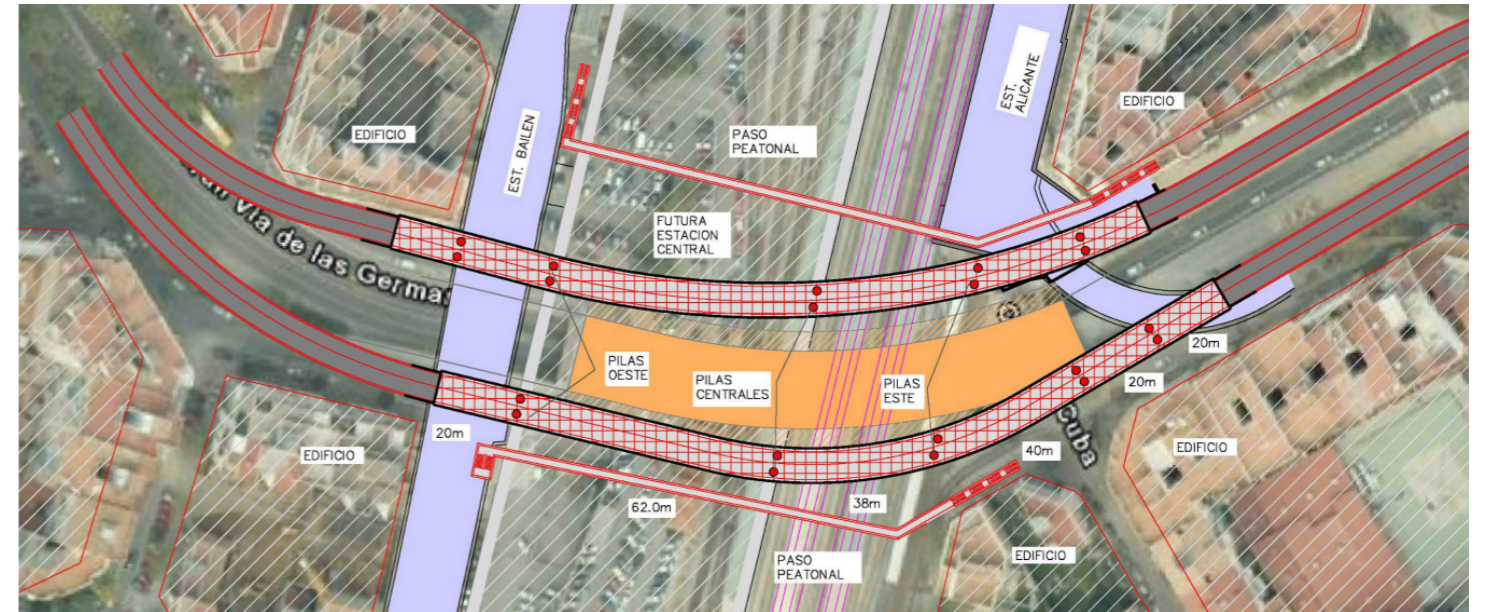 EDIFICIO
EST. BAILEN
PASO
PEATONAL
EST.
ALICANTE
EDIFICIO
FUTURA
ESTACION
CENTRAL
Gran Vía de las Germa
PILAS
OESTE
PILAS
CENTRALES
PILAS
ESTE
20m
20m
20m
40m
Cuba
38m
62.0m
EDIFICIO
EDIFICIO
EDIFICIO
PASO
PEATONAL